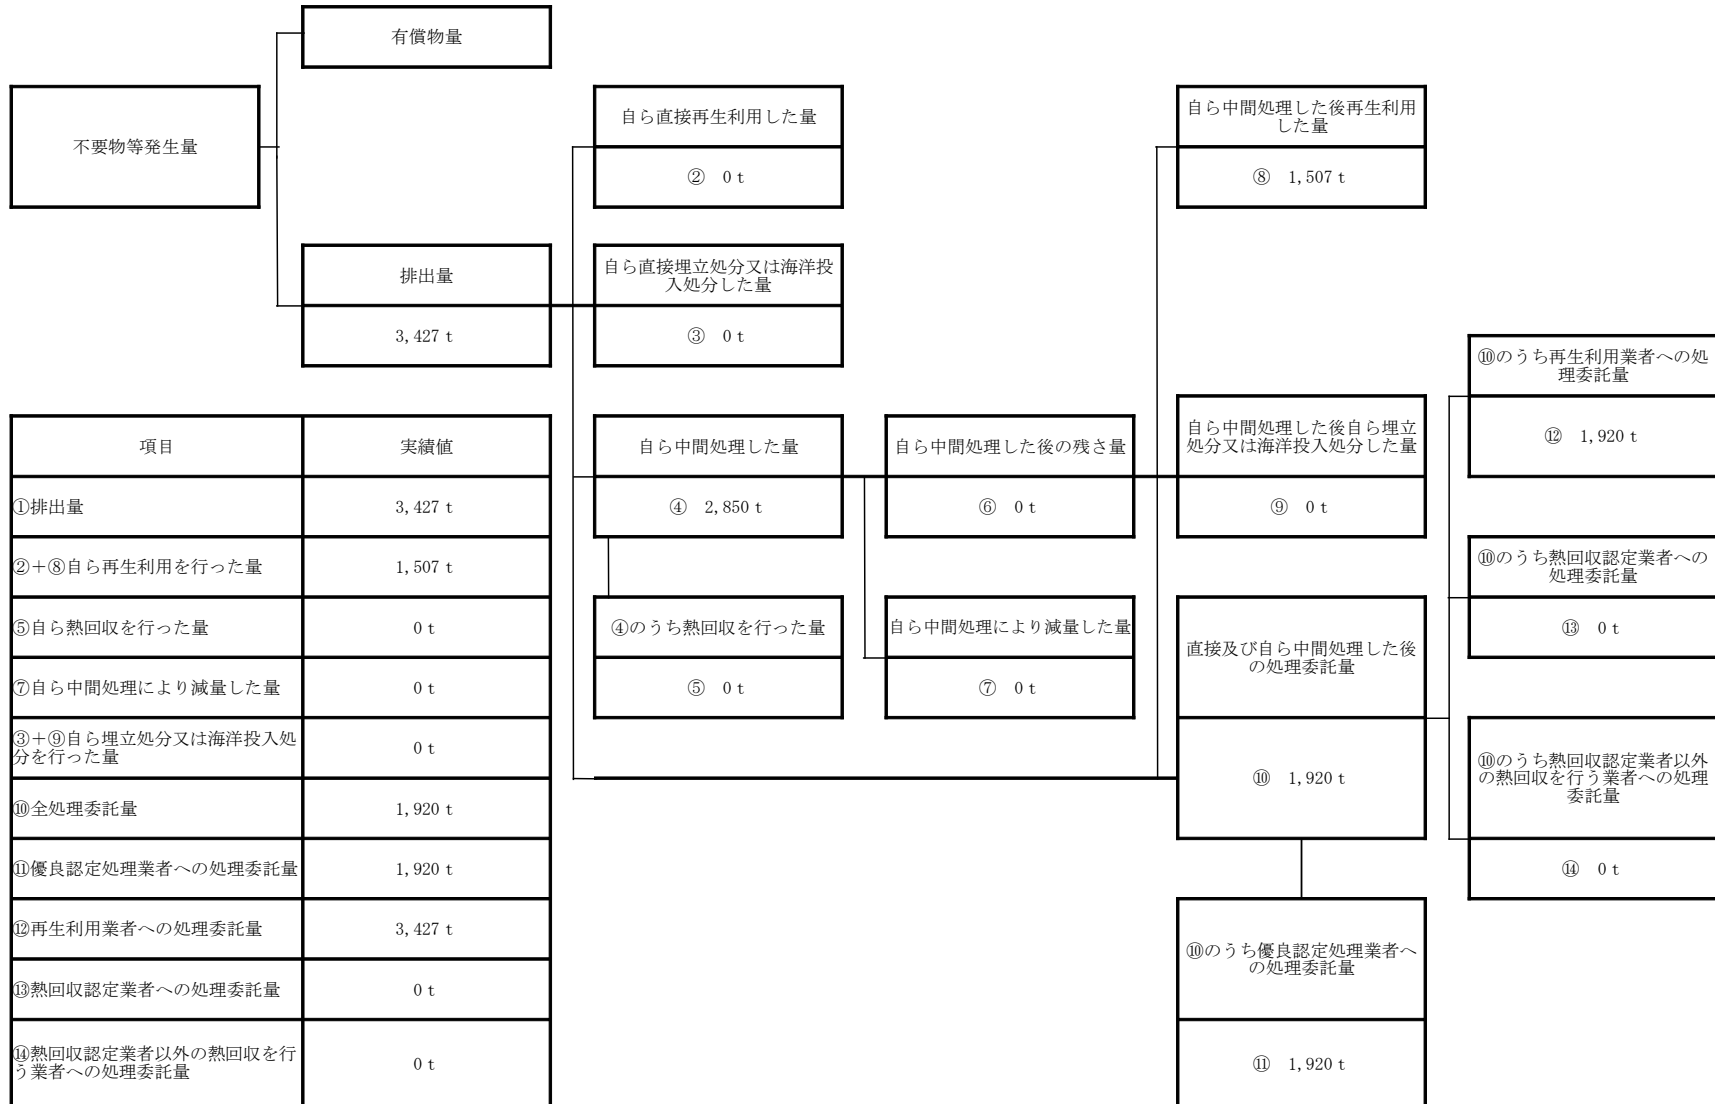 有償物量
不要物等発生量
自ら直接再生利用した量
② 0 t
自ら中間処理した後再生利用
した量
⑧ 1,507 t
排出量
3,427 t
自ら直接埋立処分又は海洋投
入処分した量
③ 0 t
⑩のうち再生利用業者への処
理委託量
⑫ 1,920 t
項目
実績値
①排出量
3,427 t
②+⑧自ら再生利用を行った量
1,507 t
⑤自ら熱回収を行った量
0 t
⑦自ら中間処理により減量した量
0 t
③+⑨自ら埋立処分又は海洋投入処
分を行った量
0 t
⑩全処理委託量
1,920 t
⑪優良認定処理業者への処理委託量
1,920 t
⑫再生利用業者への処理委託量
3,427 t
⑬熱回収認定業者への処理委託量
0 t
⑭熱回収認定業者以外の熱回収を行
う業者への処理委託量
0 t
自ら中間処理した量
④ 2,850 t
自ら中間処理した後の残さ量
⑥ 0 t
自ら中間処理した後自ら埋立
処分又は海洋投入処分した量
⑨ 0 t
④のうち熱回収を行った量
⑤ 0 t
自ら中間処理により減量した量
⑦ 0 t
直接及び自ら中間処理した後
の処理委託量
⑩ 1,920 t
⑩のうち熱回収認定業者への
処理委託量
⑬ 0 t
⑩のうち熱回収認定業者以外
の熱回収を行う業者への処理
委託量
⑭ 0 t
⑩のうち優良認定処理業者へ
の処理委託量
⑪ 1,920 t